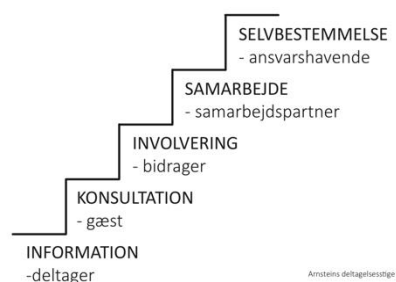 SELVBESTEMMELSE
- ansvarshavende
SAMARBEJDE
- samarbejdspartner
INVOLVERING
- bidrager
KONSULTATION
- gæst
INFORMATION
-deltager
Arnsteins deltagelsesstige